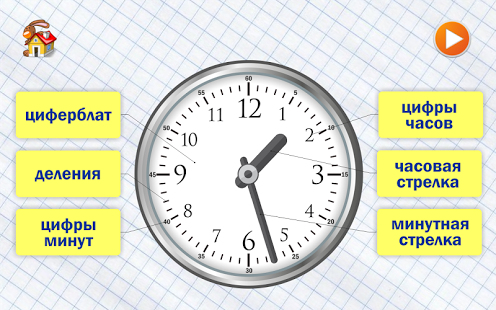 циферблат
деления
цифры
минут
цифры
часов
часовая
стрелка
минутная
стрелка
60
5
10
15
20
25
30
35
40
45
50
55
12
1
2
3
4
5
6
7
8
9
10
11